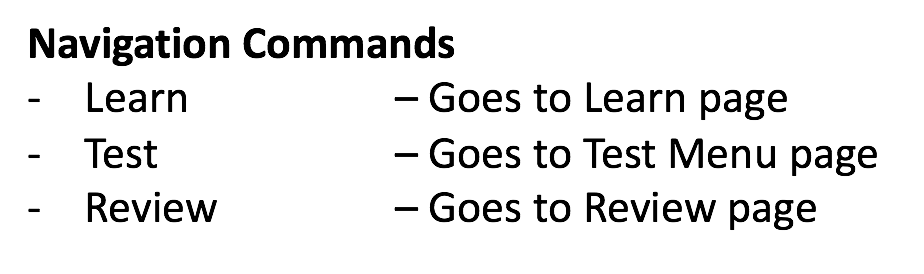 Navigation Commands
- Learn – Goes to Learn page
- Test – Goes to Test Menu page
- Review – Goes to Review page